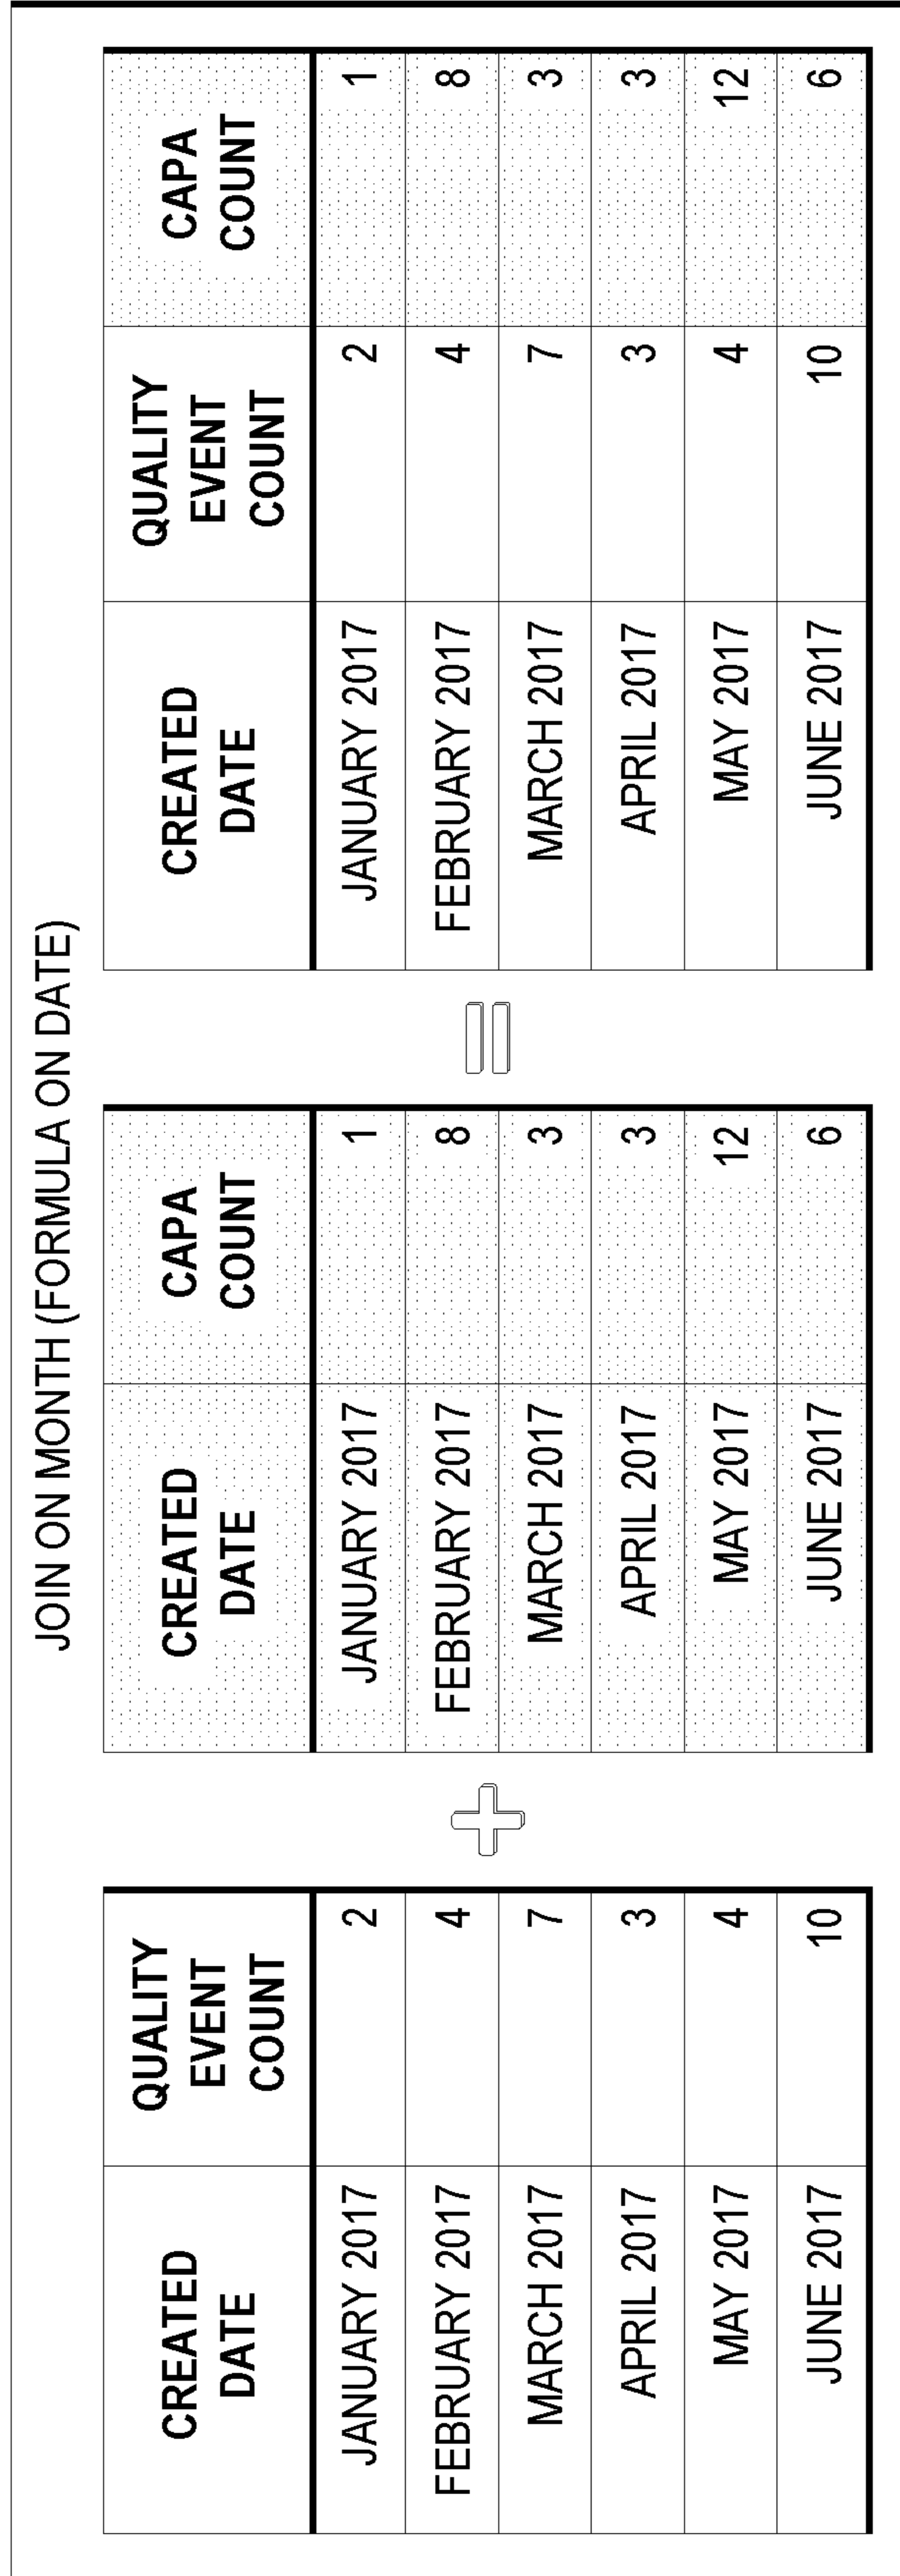 JOIN ON MONTH (FORMULA ON DATE)
CREATED
DATE
QUALITY
EVENT
COUNT
JANUARY 2017 2
FEBRUARY 2017 4
MARCH 2017 7
APRIL 2017 3
MAY 2017 4
JUNE 2017 10
CREATED
DATE
CAPA
COUNT
JANUARY 2017 1
FEBRUARY 2017 8
MARCH 2017 3
APRIL 2017 3
MAY 2017 12
JUNE 2017 6
CREATED
DATE
QUALITY
EVENT
COUNT
CAPA
COUNT
JANUARY 2017 2 1
FEBRUARY 2017 4 8
MARCH 2017 7 3
APRIL 2017 3 3
MAY 2017 4 12
JUNE 2017 10 6